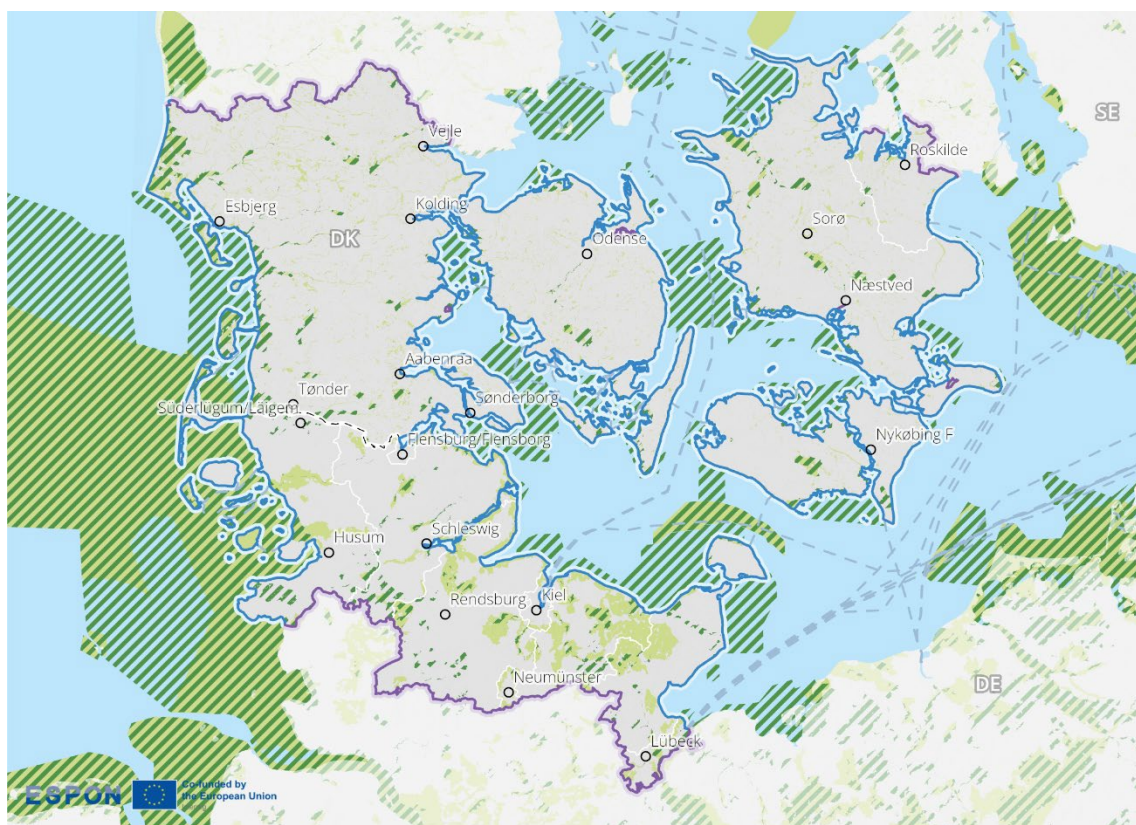 SE
Vejle
Roskilde
Esbjerg
Kolding
Sorø
DK
Odense
Næstved
Aabenraa
Tønder
Sønderborg
Süderlügum/Läigem
Nykøbing F
Flensburg/Flensborg
Schleswig
Husum
Rendsburg
Kiel
DE
Neumünster
Lübeck
ESPON
Co-funded by
the European Union